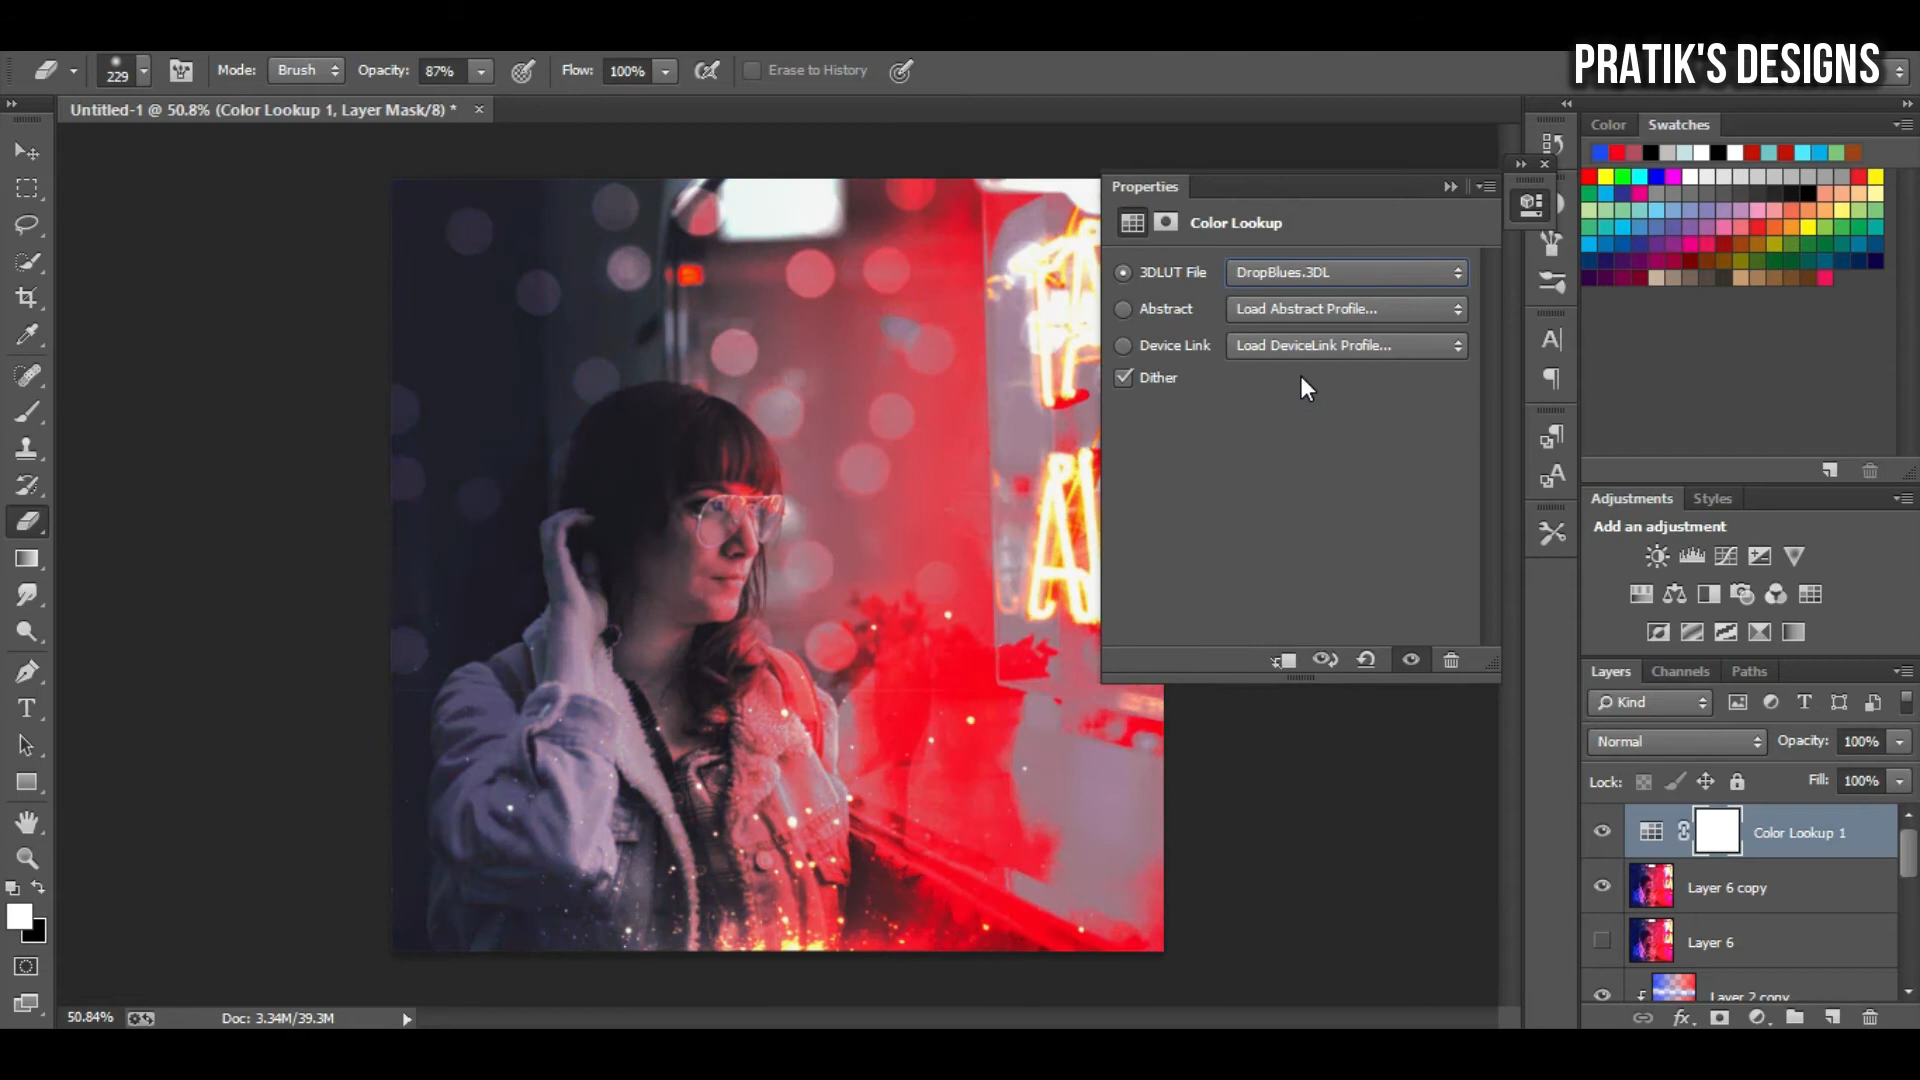 PRATIK'S DESIGNS
229 Mode: Brush Opacity: 87% Flow: 100% Erase to History
Untitled-1 @ 50.8% (Color Lookup 1, Layer Mask/8) *
Color Swatches
Properties
Color Lookup
3DLUT File DropBlues.3DL
Abstract Load Abstract Profile...
Device Link Load DeviceLink Profile...
Dither
Adjustments Styles
Add an adjustment
Layers Channels Paths
Kind
Normal Opacity: 100%
Lock: Fill: 100%
Color Lookup 1
Layer 6 copy
Layer 6
Layer 2 copy
50.84% Doc: 3.34M/39.3M